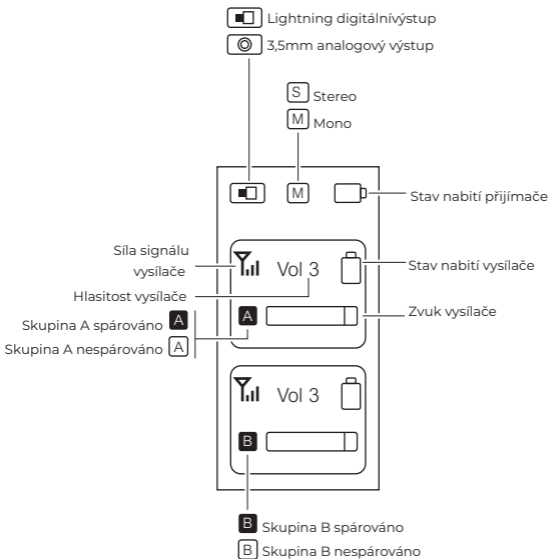 Lightning digitálnívýstup
3,5mm analogový výstup
S Stereo
M Mono
M
Stav nabití přijímače
Síla signálu
vysílače
Vol 3
Stav nabití vysílače
Hlasitost vysílače
Zvuk vysílače
Skupina A spárováno A
A
Skupina A nespárováno A
Vol 3
B
B Skupina B spárováno
B Skupina B nespárováno